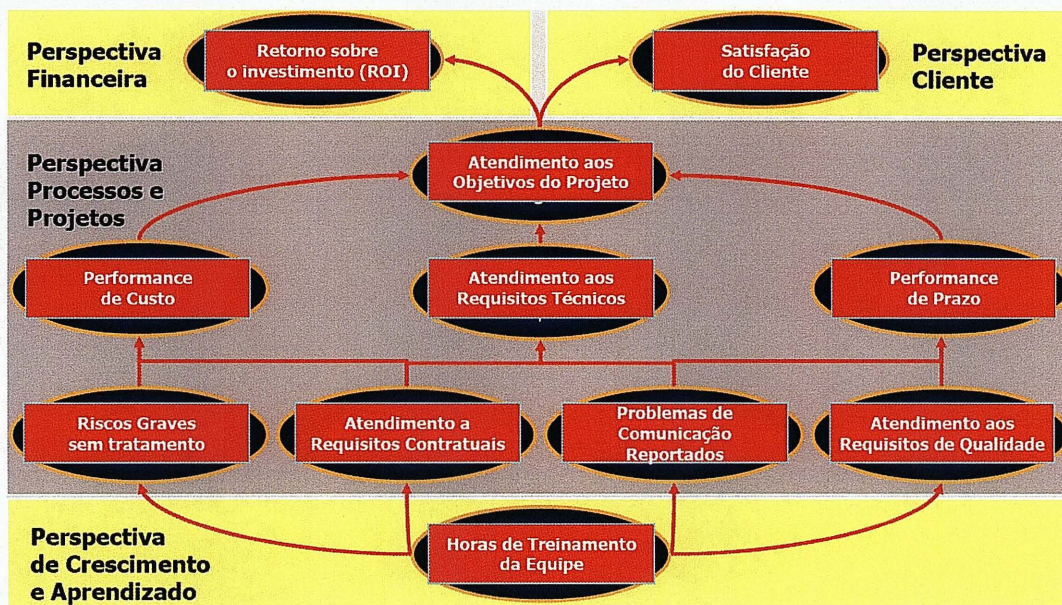 Perspectiva
Financeira
Retorno sobre
o investimento (ROI)
Satisfação
do Cliente
Perspectiva
Cliente
Perspectiva
Processos e
Projetos
Atendimento aos
Objetivos do Projeto
Performance
de Custo
Atendimento aos
Requisitos Técnicos
Performance
de Prazo
Riscos Graves
sem tratamento
Atendimento a
Requisitos Contratuais
Problemas de
Comunicação
Reportados
Atendimento aos
Requisitos de Qualidade
Perspectiva
de Crescimento
e Aprendizado
Horas de Treinamento
da Equipe